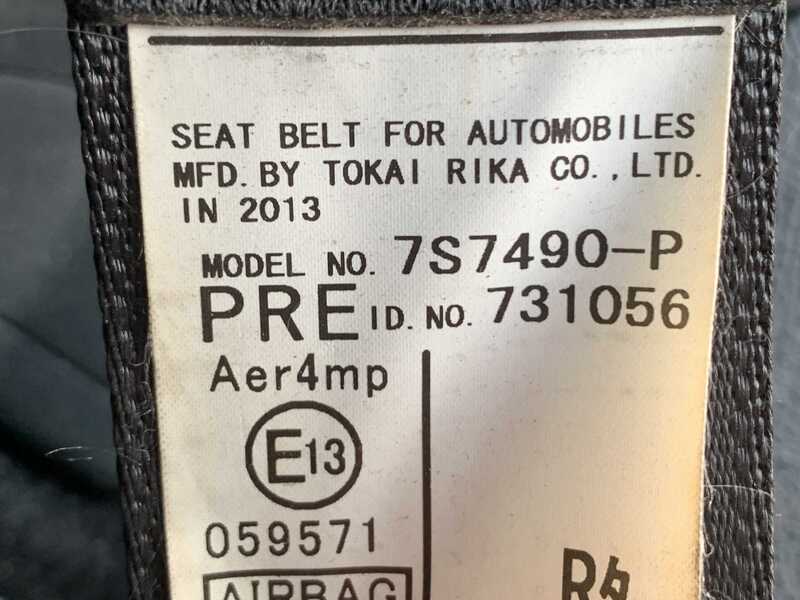 SEAT BELT FOR AUTOMOBILES
MFD. BY TOKAI RIKA CO., LTD.
IN 2013
MODEL NO. 7S7490-P
PRE ID. NO. 731056
Aer4mp
E13
059571
AIRBAG